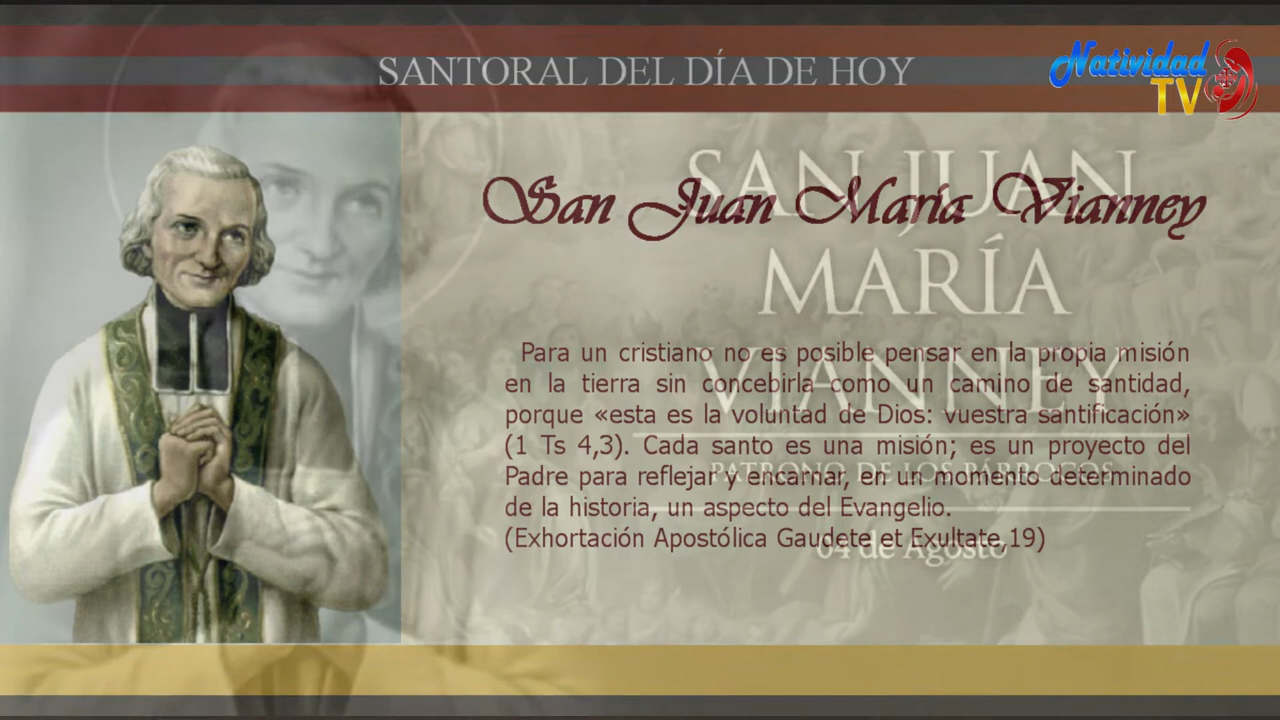 SANTORAL DEL DÍA DE HOY
Natividad
TV
San Juan María Vianney
SAN JUAN
MARÍA
VIANNEY
PATRONO DE LOS PÁRROCOS
04 de Agosto
Para un cristiano no es posible pensar en la propia misión
en la tierra sin concebirla como un camino de santidad,
porque «esta es la voluntad de Dios: vuestra santificación»
(1 Ts 4,3). Cada santo es una misión; es un proyecto del
Padre para reflejar y encarnar, en un momento determinado
de la historia, un aspecto del Evangelio.
(Exhortación Apostólica Gaudete et Exultate,19)